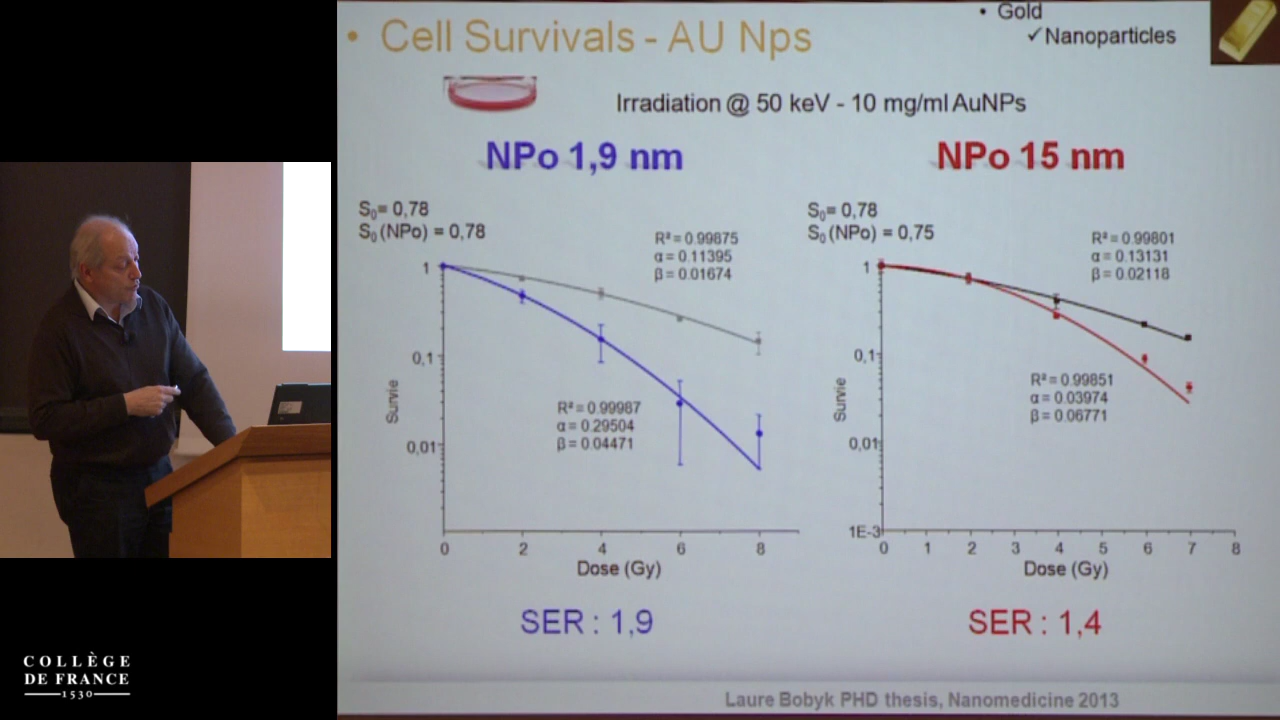 • Cell Survivals - AU Nps
• Gold
✓Nanoparticles
Irradiation @ 50 keV - 10 mg/ml AuNPs
NPo 1,9 nm
S₀= 0,78
S₀ (NPo) = 0,78
R² = 0.99875
α = 0.11395
β = 0.01674
1
0,1
0,01
Survie
R² = 0.99987
α = 0.29504
β = 0.04471
0 2 4 6 8
Dose (Gy)
SER : 1,9
NPo 15 nm
S₀= 0,78
S₀ (NPo) = 0,75
R² = 0.99801
α = 0.13131
β = 0.02118
1
0,1
0,01
1E-3
Survie
R² = 0.99851
α = 0.03974
β = 0.06771
0 1 2 3 4 5 6 7 8
Dose (Gy)
SER : 1,4
Laure Bobyk PHD thesis, Nanomedicine 2013
COLLÈGE
DE FRANCE
1530